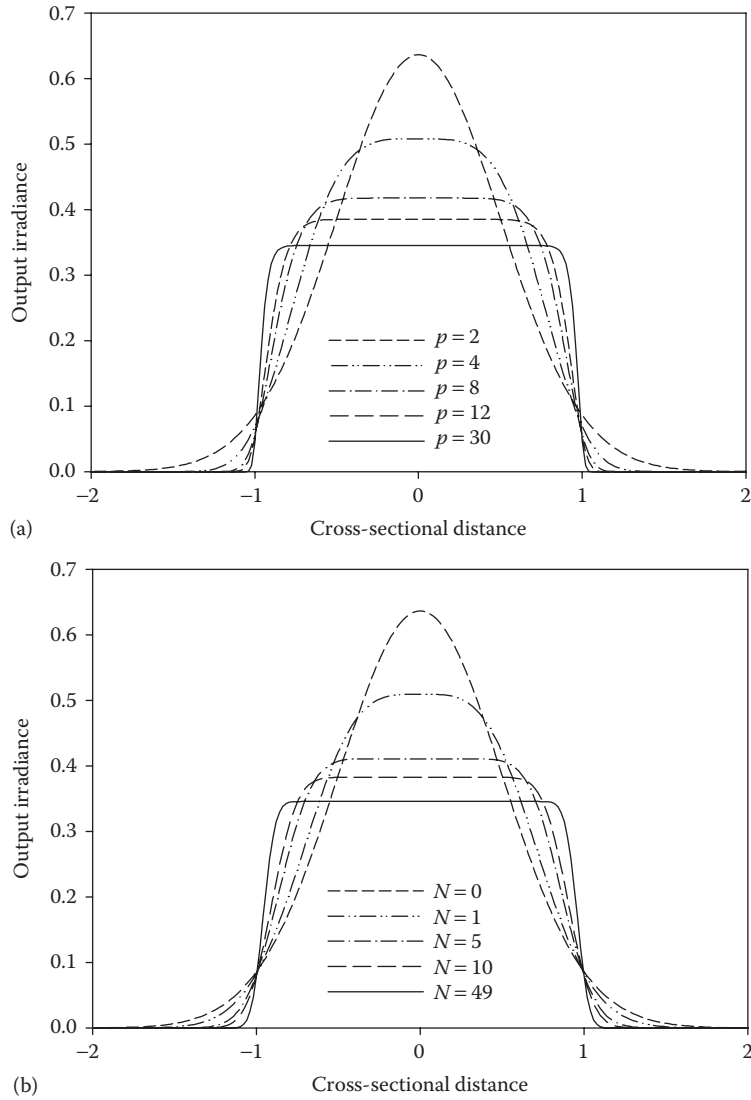 0.7
0.6
0.5
0.4
0.3
0.2
0.1
0.0
Output irradiance
p = 2
p = 4
p = 8
p = 12
p = 30
−2 −1 0 1 2
(a) Cross-sectional distance
0.7
0.6
0.5
0.4
0.3
0.2
0.1
0.0
Output irradiance
N = 0
N = 1
N = 5
N = 10
N = 49
−2 −1 0 1 2
(b) Cross-sectional distance